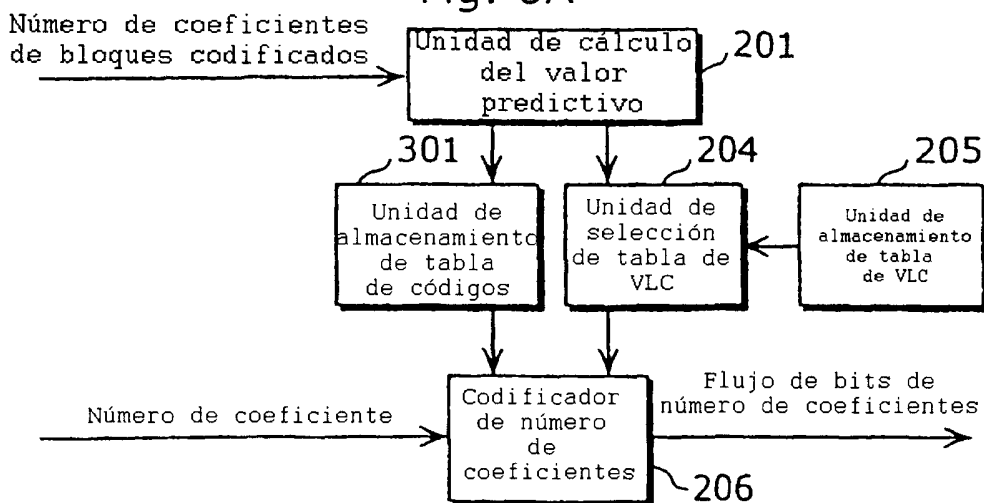 Número de coeficientes
de bloques codificados
Unidad de cálculo
del valor
predictivo
201
301
204
205
Unidad de
almacenamiento
de tabla
de códigos
Unidad de
selección
de tabla de
VLC
Unidad de
almacenamiento
de tabla
de VLC
Número de coeficiente
Codificador
de número
de
coeficientes
Flujo de bits de
número de coeficientes
206